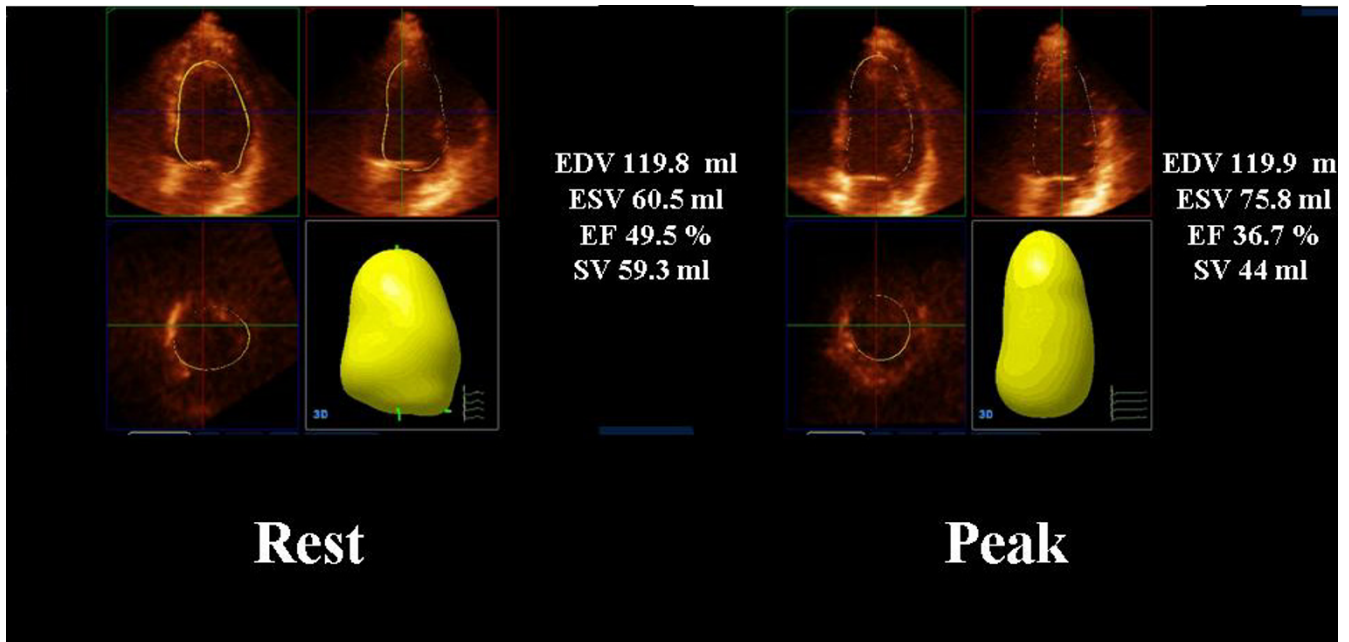 EDV 119.8 ml
ESV 60.5 ml
EF 49.5 %
SV 59.3 ml
3D
Rest
EDV 119.9 m
ESV 75.8 ml
EF 36.7 %
SV 44 ml
3D
Peak